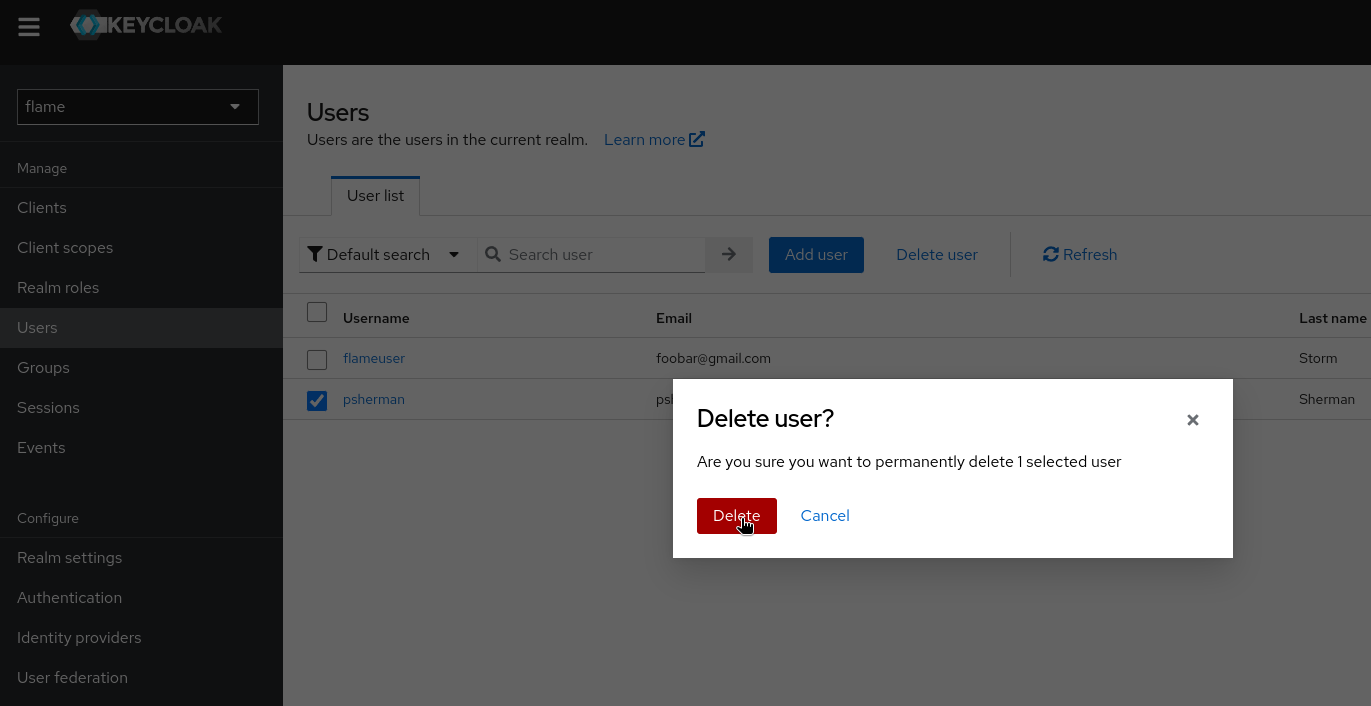 KEYCLOAK
flame
Manage
Clients
Client scopes
Realm roles
Users
Groups
Sessions
Events
Configure
Realm settings
Authentication
Identity providers
User federation
Users
Users are the users in the current realm. Learn more
User list
Default search Search user Add user Delete user Refresh
Username Email Last name
flameuser foobar@gmail.com Storm
psherman Sherman
Delete user?
Are you sure you want to permanently delete 1 selected user
Delete Cancel